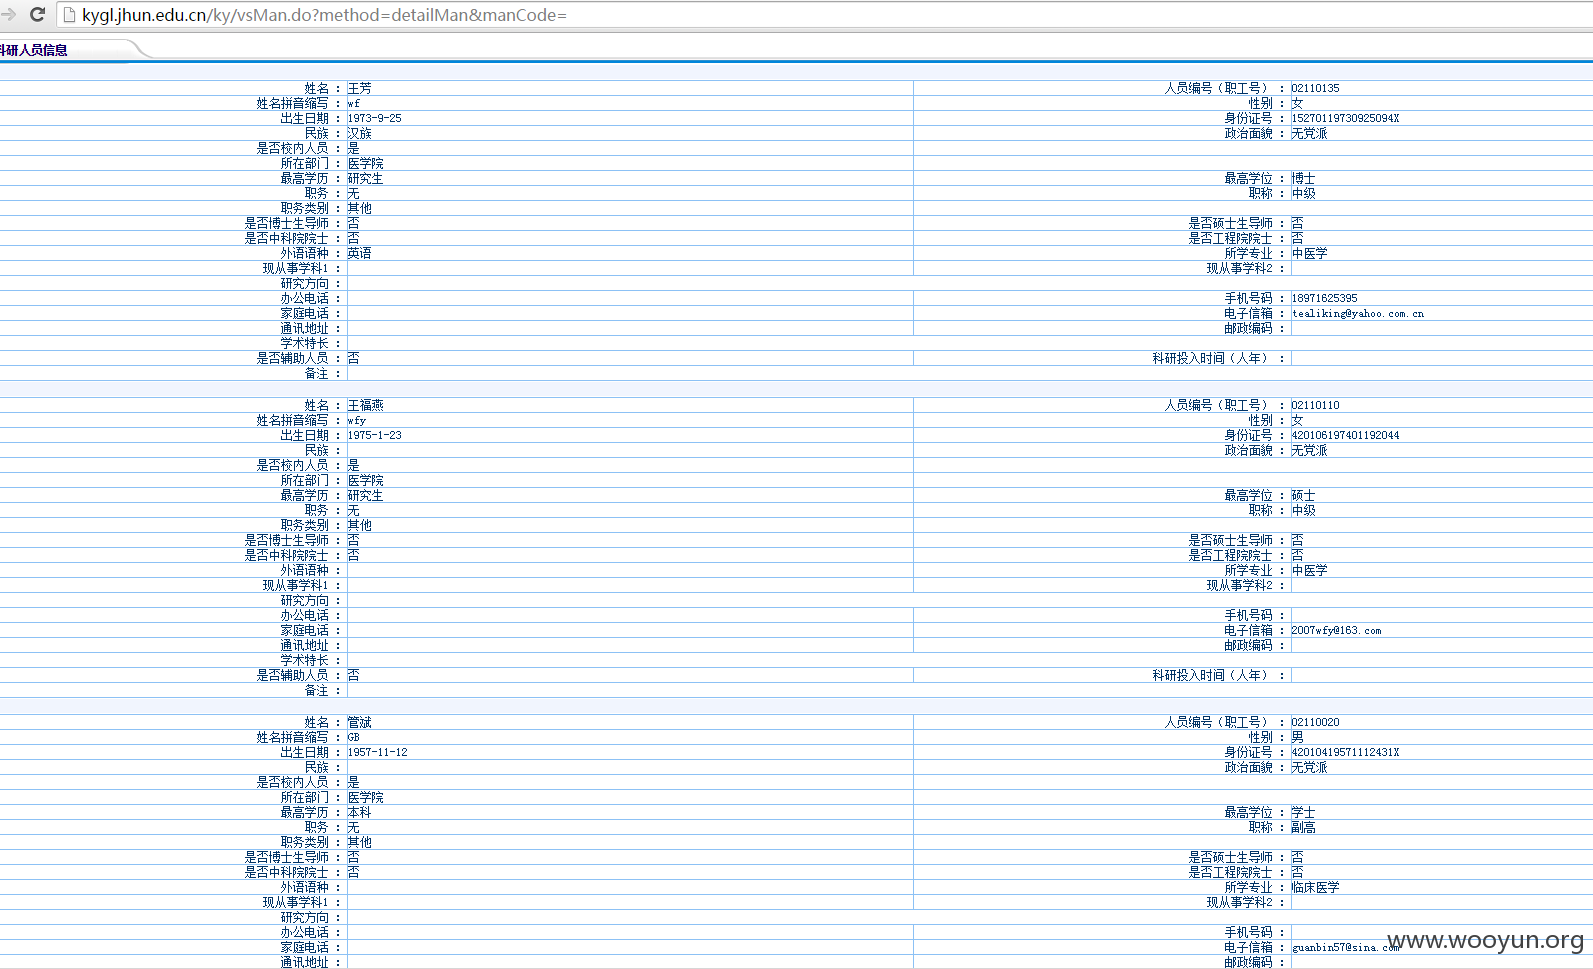 kygl.jhun.edu.cn/ky/vsMan.do?method=detailMan&manCode=
科研人员信息
姓名 : 王芳 人员编号（职工号） : 02110135
姓名拼音缩写 : wf 性别 : 女
出生日期 : 1973-9-25 身份证号 : 15270119730925094X
民族 : 汉族 政治面貌 : 无党派
是否校内人员 : 是
所在部门 : 医学院
最高学历 : 研究生 最高学位 : 博士
职务 : 无 职称 : 中级
职务类别 : 其他
是否博士生导师 : 否 是否硕士生导师 : 否
是否中科院院士 : 否 是否工程院院士 : 否
外语语种 : 英语 所学专业 : 中医学
现从事学科1 : 现从事学科2 :
研究方向 :
办公电话 : 手机号码 : 18971625395
家庭电话 : 电子信箱 : tealiking@yahoo.com.cn
通讯地址 : 邮政编码 :
学术特长 :
是否辅助人员 : 否 科研投入时间（人年） :
备注 :
姓名 : 王福燕 人员编号（职工号） : 02110110
姓名拼音缩写 : wfy 性别 : 女
出生日期 : 1975-1-23 身份证号 : 420106197401192044
民族 : 政治面貌 : 无党派
是否校内人员 : 是
所在部门 : 医学院
最高学历 : 研究生 最高学位 : 硕士
职务 : 无 职称 : 中级
职务类别 : 其他
是否博士生导师 : 否 是否硕士生导师 : 否
是否中科院院士 : 否 是否工程院院士 : 否
外语语种 : 所学专业 : 中医学
现从事学科1 : 现从事学科2 :
研究方向 :
办公电话 : 手机号码 :
家庭电话 : 电子信箱 : 2007wfy@163.com
通讯地址 : 邮政编码 :
学术特长 :
是否辅助人员 : 否 科研投入时间（人年） :
备注 :
姓名 : 管斌 人员编号（职工号） : 02110020
姓名拼音缩写 : GB 性别 : 男
出生日期 : 1957-11-12 身份证号 : 42010419571112431X
民族 : 政治面貌 : 无党派
是否校内人员 : 是
所在部门 : 医学院
最高学历 : 本科 最高学位 : 学士
职务 : 无 职称 : 副高
职务类别 : 其他
是否博士生导师 : 否 是否硕士生导师 : 否
是否中科院院士 : 否 是否工程院院士 : 否
外语语种 : 所学专业 : 临床医学
现从事学科1 : 现从事学科2 :
研究方向 :
办公电话 : 手机号码 :
家庭电话 : 电子信箱 : guanbin57@sina.com
通讯地址 : 邮政编码 :
www.wooyun.org